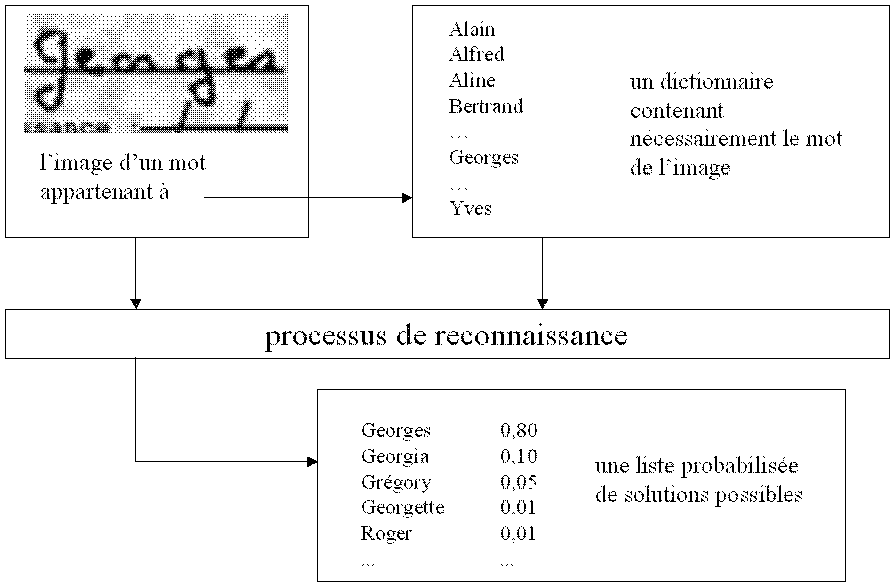 georges
l'image d'un mot
appartenant à
Alain
Alfred
Aline
Bertrand
...
Georges
...
Yves
un dictionnaire
contenant
nécessairement le mot
de l'image
processus de reconnaissance
Georges 0,80
Georgia 0,10
Grégory 0,05
Georgette 0.01
Roger 0,01
... ...
une liste probabilisée
de solutions possibles